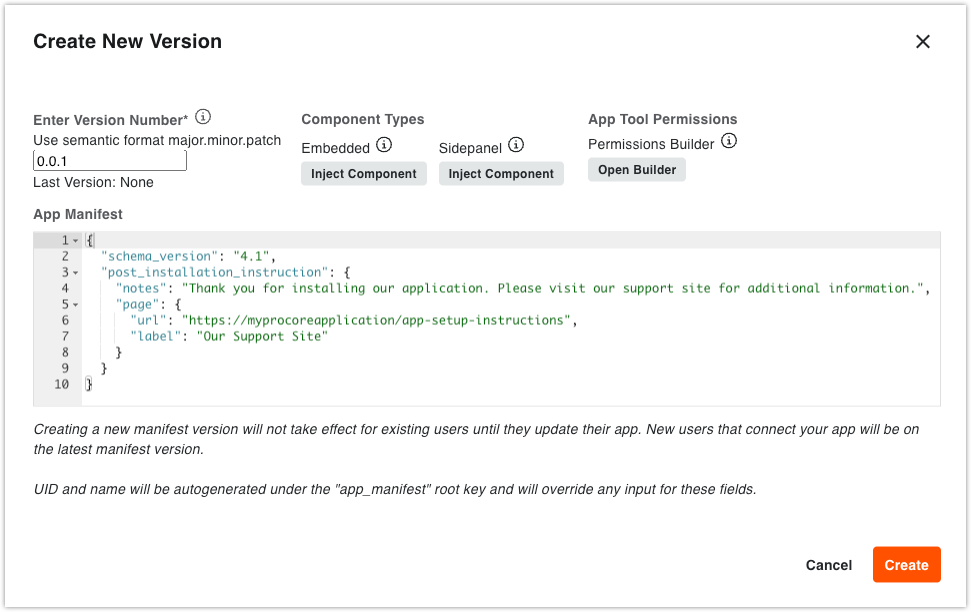 Create New Version
Enter Version Number*
Use semantic format major.minor.patch
0.0.1
Last Version: None
Component Types
Embedded
Inject Component
Sidepanel
Inject Component
App Tool Permissions
Permissions Builder
Open Builder
App Manifest
1 {
2 "schema_version": "4.1",
3 "post_installation_instruction": {
4 "notes": "Thank you for installing our application. Please visit our support site for additional information.",
5 "page": {
6 "url": "https://myprocoreapplication/app-setup-instructions",
7 "label": "Our Support Site"
8 }
9 }
10 }
Creating a new manifest version will not take effect for existing users until they update their app. New users that connect your app will be on
the latest manifest version.
UID and name will be autogenerated under the "app_manifest" root key and will override any input for these fields.
Cancel
Create